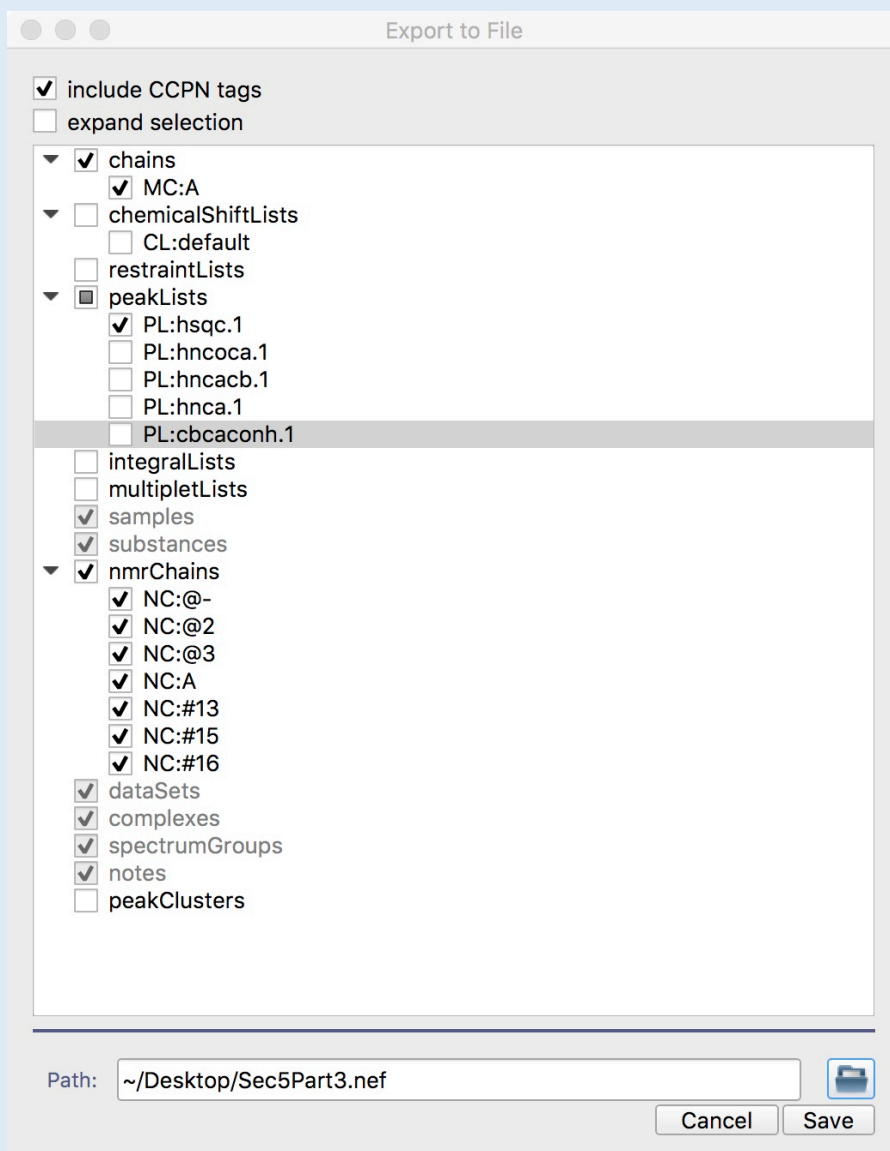 Export to File
include CCPN tags
expand selection
chains
MC:A
chemicalShiftLists
CL:default
restraintLists
peakLists
PL:hsqc.1
PL:hncoca.1
PL:hncacb.1
PL:hnca.1
PL:cbcaconh.1
integralLists
multipletLists
samples
substances
nmrChains
NC:@-
NC:@2
NC:@3
NC:A
NC:#13
NC:#15
NC:#16
dataSets
complexes
spectrumGroups
notes
peakClusters
Path: ~/Desktop/Sec5Part3.nef
Cancel Save